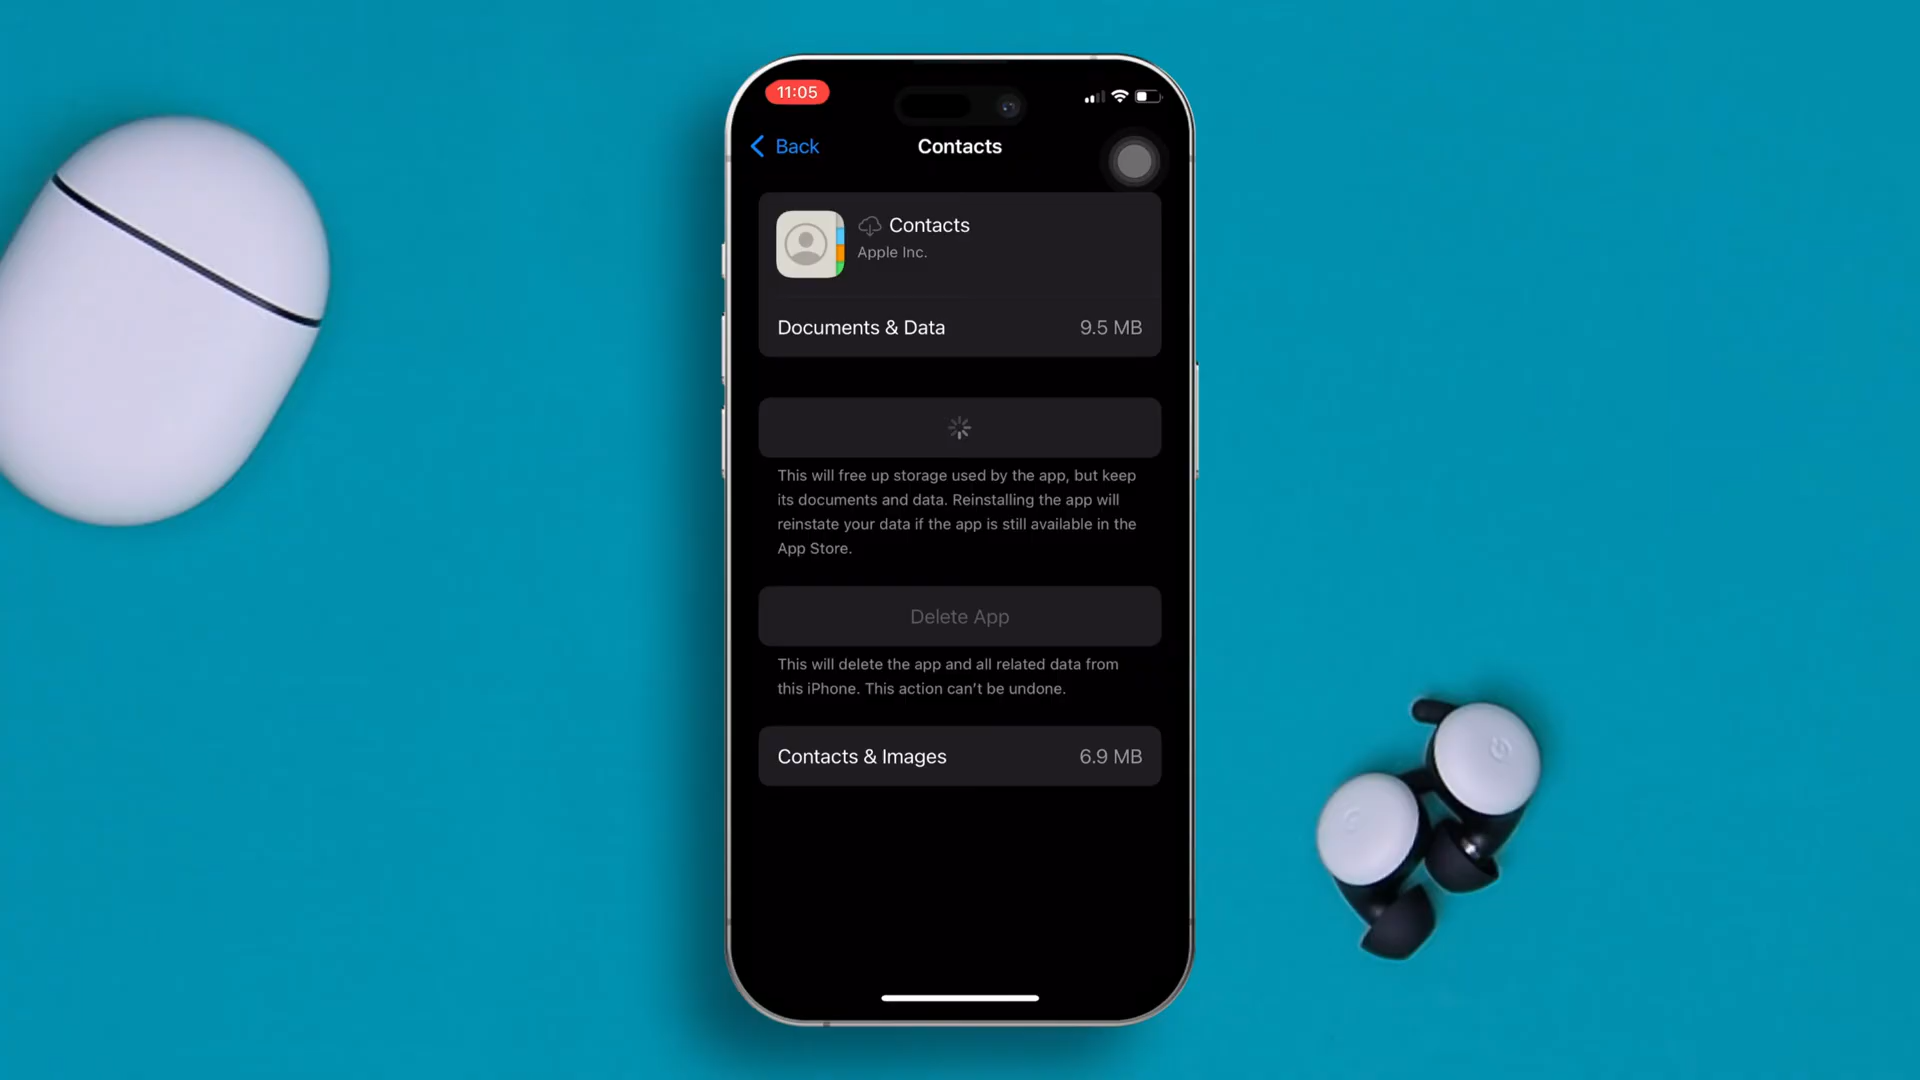 11:05
Back
Contacts
Contacts
Apple Inc.
Documents & Data
9.5 MB
This will free up storage used by the app, but keep
its documents and data. Reinstalling the app will
reinstate your data if the app is still available in the
App Store.
Delete App
This will delete the app and all related data from
this iPhone. This action can’t be undone.
Contacts & Images
6.9 MB